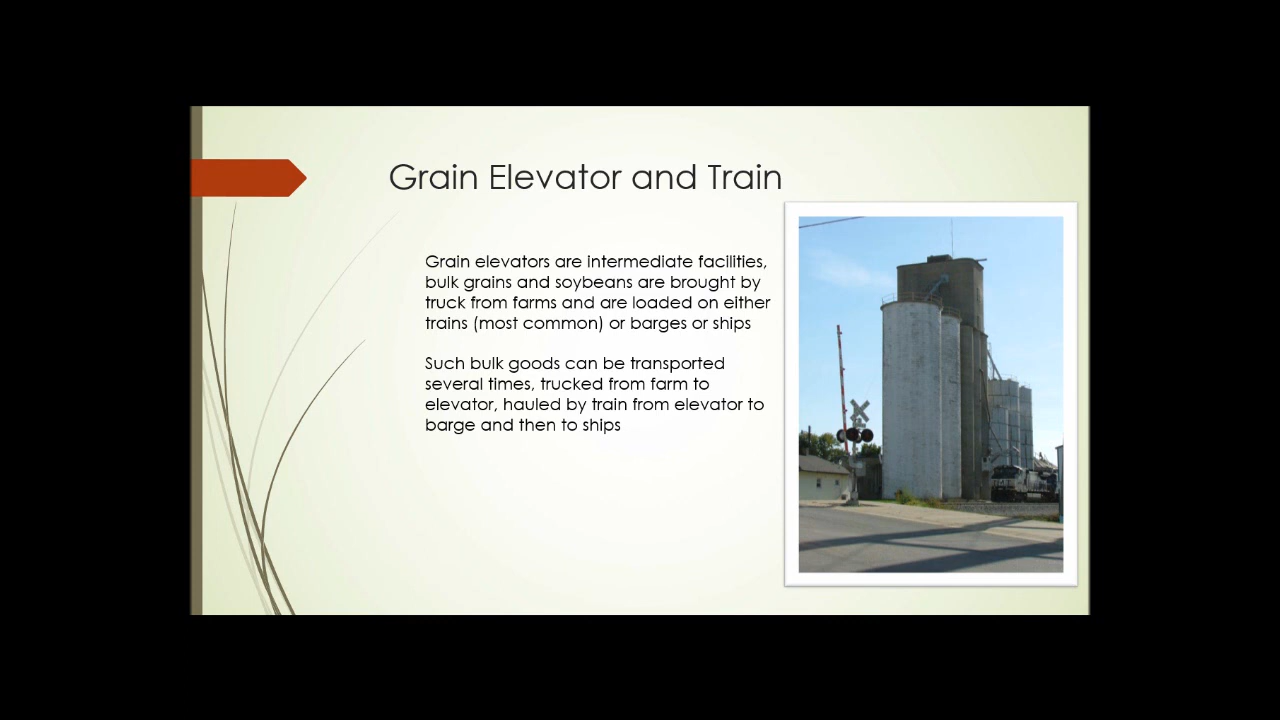 Grain Elevator and Train
Grain elevators are intermediate facilities,
bulk grains and soybeans are brought by
truck from farms and are loaded on either
trains (most common) or barges or ships
Such bulk goods can be transported
several times, trucked from farm to
elevator, hauled by train from elevator to
barge and then to ships